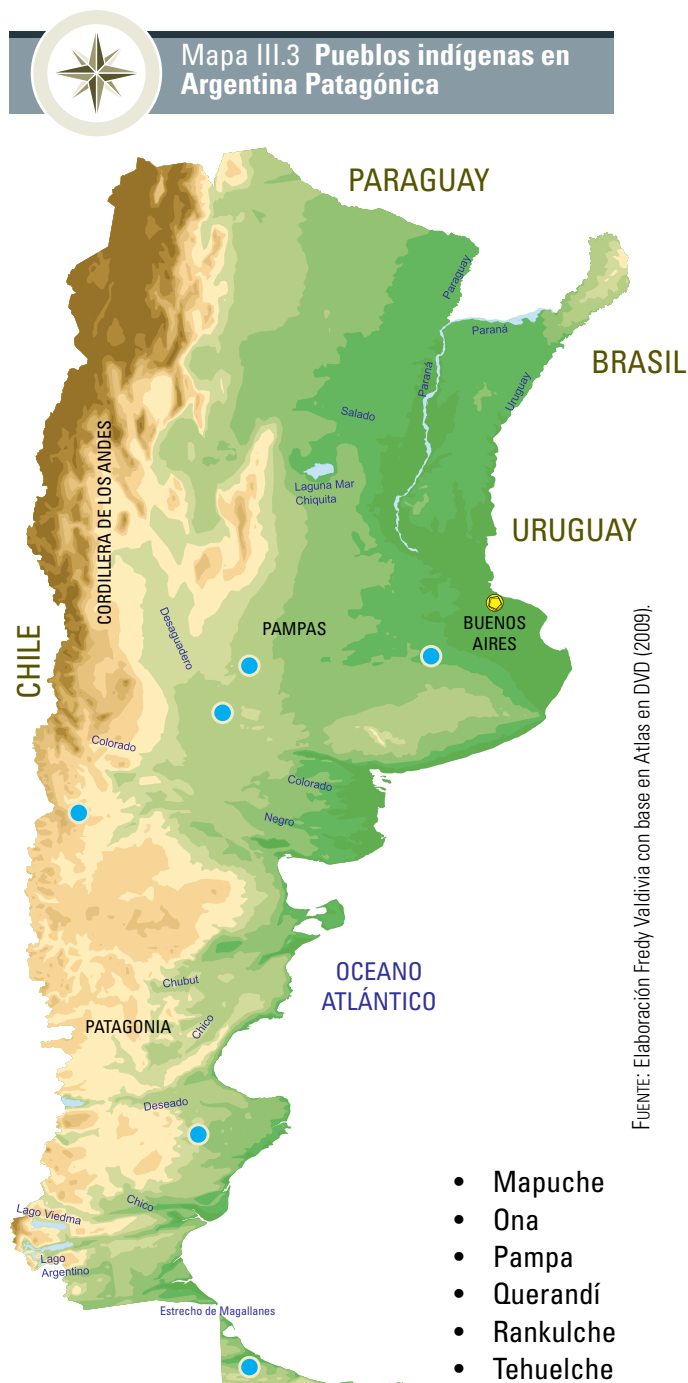 Mapa III.3 Pueblos indígenas en
Argentina Patagónica
PARAGUAY
Paraguay
Paraná
BRASIL
Paraná
Uruguay
Salado
CORDILLERA DE LOS ANDES
Laguna Mar
Chiquita
URUGUAY
Desaguadero
PAMPAS
BUENOS
AIRES
CHILE
Colorado
Colorado
Negro
OCEANO
ATLÁNTICO
Chubut
PATAGONIA
Chico
Deseado
Chico
Lago Viedma
Lago
Argentino
Estrecho de Magallanes
FUENTE: Elaboración Fredy Valdivia con base en Atlas en DVD (2009).
• Mapuche
• Ona
• Pampa
• Querandí
• Rankulche
• Tehuelche